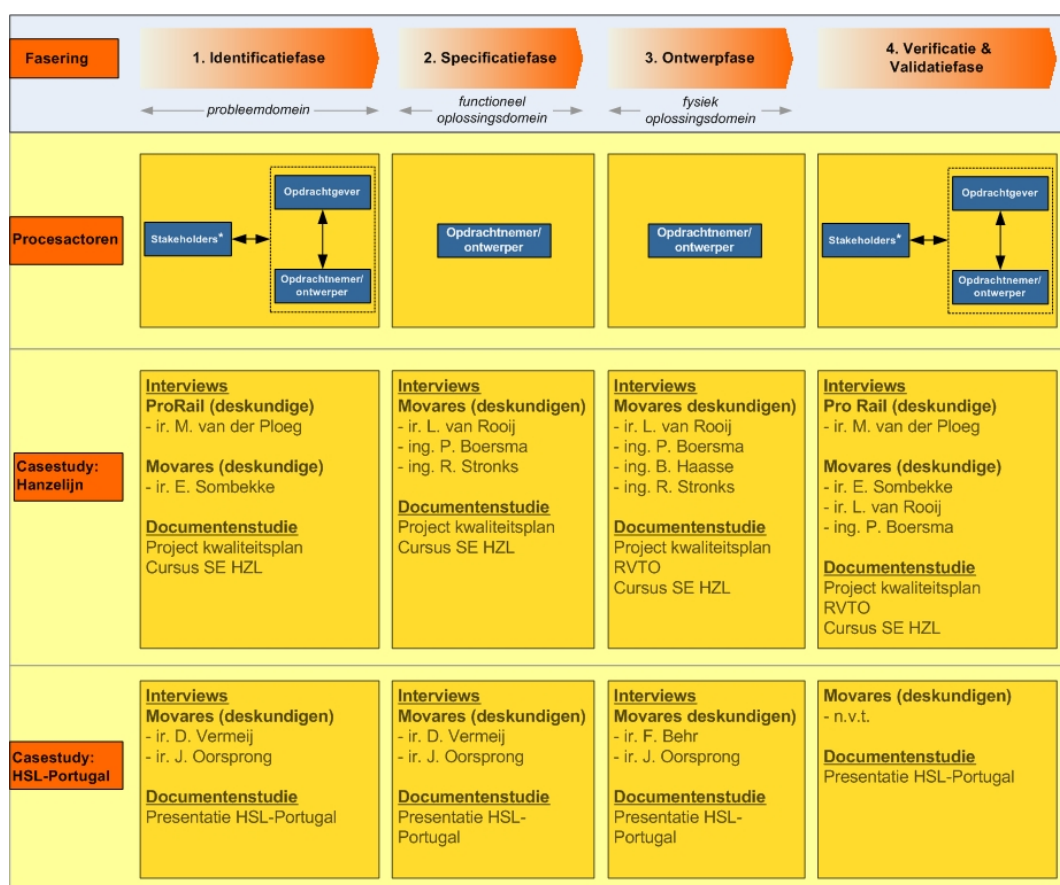 Fasering
1. Identificatiefase
2. Specificatiefase
3. Ontwerpfase
4. Verificatie &
Validatiefase
probleemdomein
functioneel
oplossingsdomein
fysiek
oplossingsdomein
Procesactoren
Stakeholders*
Opdrachtgever
Opdrachtnemer/
ontwerper
Opdrachtnemer/
ontwerper
Opdrachtnemer/
ontwerper
Stakeholders*
Opdrachtgever
Opdrachtnemer/
ontwerper
Casestudy:
Hanzelijn
Interviews
ProRail (deskundige)
- ir. M. van der Ploeg
Movares (deskundige)
- ir. E. Sombekke
Documentenstudie
Project kwaliteitsplan
Cursus SE HZL
Interviews
Movares (deskundigen)
- ir. L. van Rooij
- ing. P. Boersma
- ing. R. Stronks
Documentenstudie
Project kwaliteitsplan
Cursus SE HZL
Interviews
Movares deskundigen)
- ir. L. van Rooij
- ing. P. Boersma
- ing. B. Haasse
- ing. R. Stronks
Documentenstudie
Project kwaliteitsplan
RVTO
Cursus SE HZL
Interviews
Pro Rail (deskundige)
- ir. M. van der Ploeg
Movares (deskundige)
- ir. E. Sombekke
- ir. L. van Rooij
- ing. P. Boersma
Documentenstudie
Project kwaliteitsplan
RVTO
Cursus SE HZL
Casestudy:
HSL-Portugal
Interviews
Movares (deskundigen)
- ir. D. Vermeij
- ir. J. Oorsprong
Documentenstudie
Presentatie HSL-Portugal
Interviews
Movares (deskundigen)
- ir. D. Vermeij
- ir. J. Oorsprong
Documentenstudie
Presentatie HSL-
Portugal
Interviews
Movares deskundigen)
- ir. F. Behr
- ir. J. Oorsprong
Documentenstudie
Presentatie HSL-
Portugal
Movares (deskundigen)
- n.v.t.
Documentenstudie
Presentatie HSL-Portugal